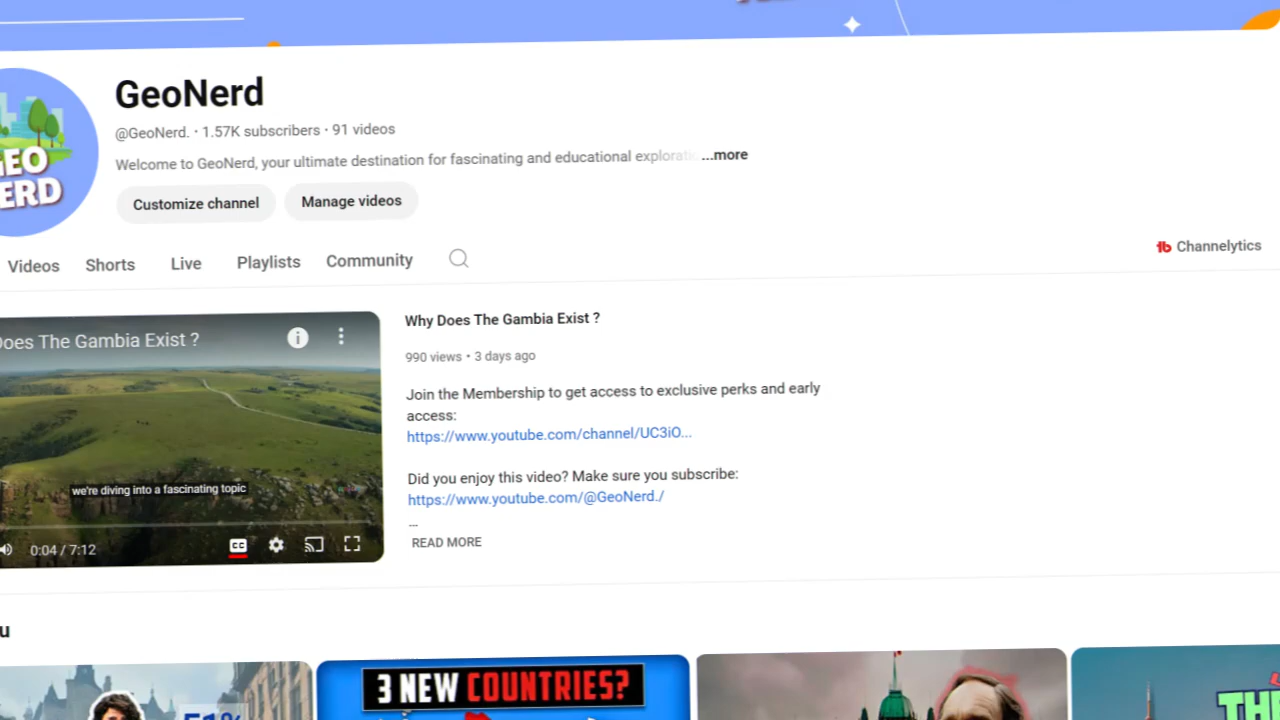 GeoNerd
@GeoNerd. · 1.57K subscribers · 91 videos
Welcome to GeoNerd, your ultimate destination for fascinating and educational ...more
GEO
NERD
Customize channel
Manage videos
Videos
Shorts
Live
Playlists
Community
Channelytics
Does The Gambia Exist ?
we're diving into a fascinating topic
0:04 / 7:12
CC
Why Does The Gambia Exist ?
990 views • 3 days ago
Join the Membership to get access to exclusive perks and early
access:
https://www.youtube.com/channel/UC3iO...
Did you enjoy this video? Make sure you subscribe:
https://www.youtube.com/@GeoNerd./
...
READ MORE
u
51%
3 NEW COUNTRIES?